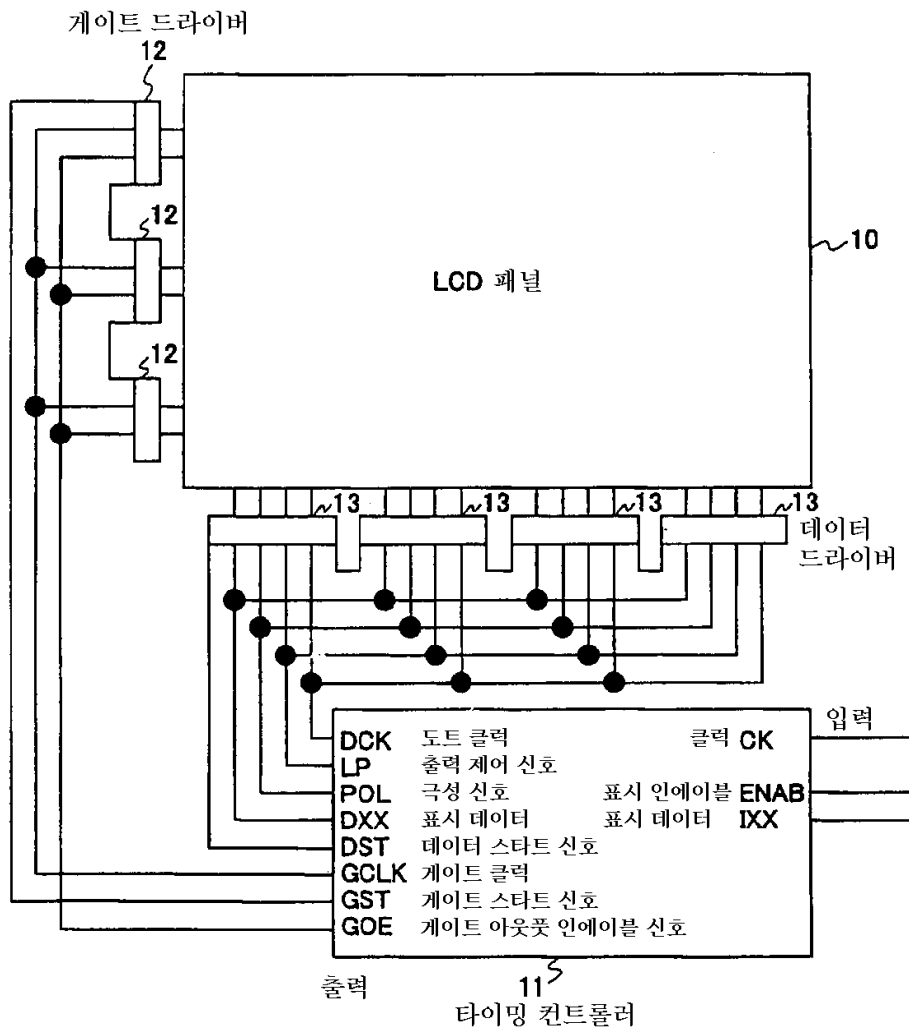 게이트 드라이버
12
12
12
10
LCD 패널
13
13
13
13
데이터
드라이버
입력
DCK 도트 클럭 클럭 CK
LP 출력 제어 신호
POL 극성 신호 표시 인에이블 ENAB
DXX 표시 데이터 표시 데이터 IXX
DST 데이터 스타트 신호
GCLK 게이트 클럭
GST 게이트 스타트 신호
GOE 게이트 아웃풋 인에이블 신호
출력
11
타이밍 컨트롤러